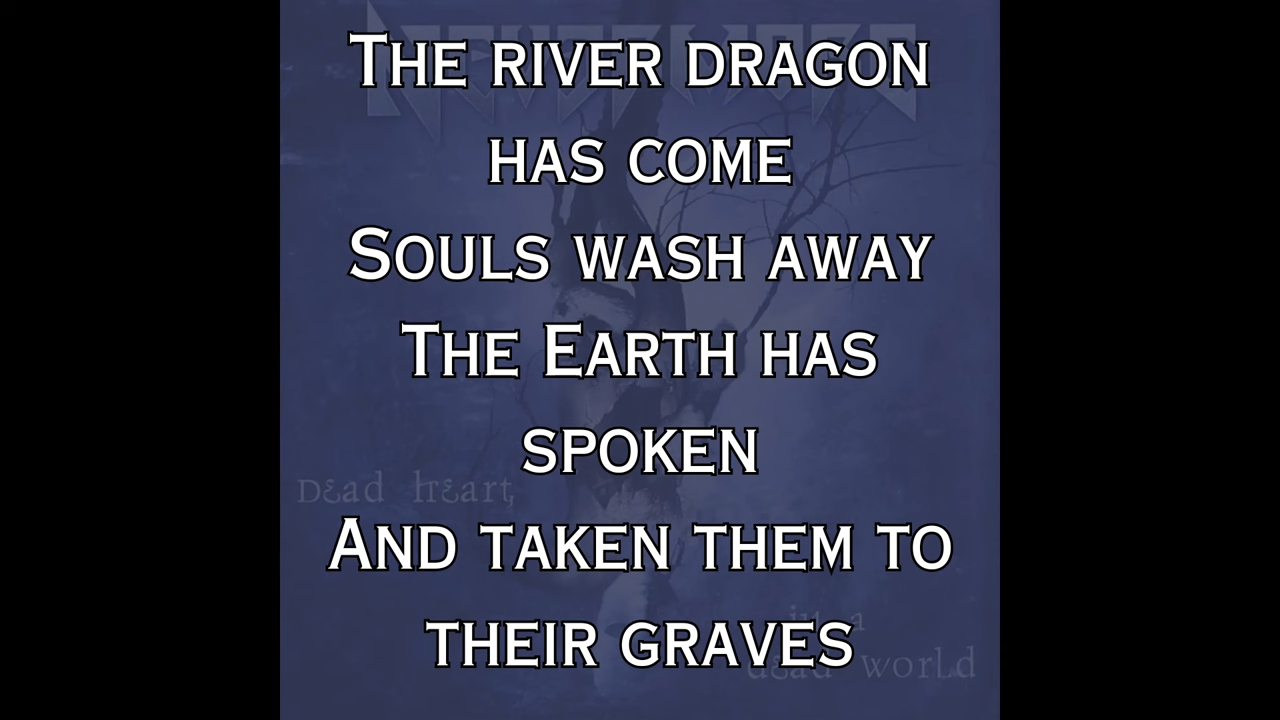 NEVERMORE
The river dragon
has come
Souls wash away
The Earth has
spoken
Dead heart,
And taken them to
in a
their graves
dead world